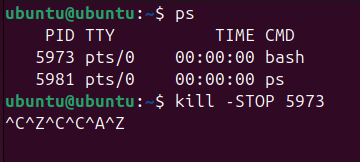 ubuntu@ubuntu:~$ ps
    PID TTY          TIME CMD
   5973 pts/0    00:00:00 bash
   5981 pts/0    00:00:00 ps
ubuntu@ubuntu:~$ kill -STOP 5973
^C^Z^C^C^A^Z